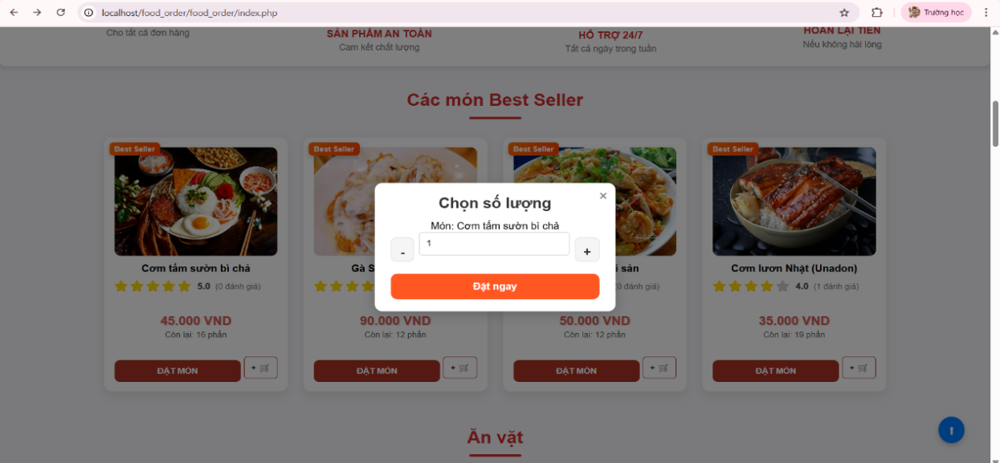 localhost/food_order/food_order/index.php
Trường học
Cho tất cả đơn hàng
SẢN PHẨM AN TOÀN
Cam kết chất lượng
HỖ TRỢ 24/7
Tất cả ngày trong tuần
HOÀN LẠI TIỀN
Nếu không hài lòng
Các món Best Seller
Best Seller
Best Seller
Best Seller
Best Seller
Chọn số lượng
×
Món: Cơm tấm sườn bì chả
-
1
+
Đặt ngay
Cơm tấm sườn bì chả
5.0 (0 đánh giá)
45.000 VND
Còn lại: 16 phần
ĐẶT MÓN
+
Gà S
90.000 VND
Còn lại: 12 phần
ĐẶT MÓN
+
i sản
(0 đánh giá)
50.000 VND
Còn lại: 12 phần
ĐẶT MÓN
+
Cơm lươn Nhật (Unadon)
4.0 (1 đánh giá)
35.000 VND
Còn lại: 19 phần
ĐẶT MÓN
+
Ăn vặt